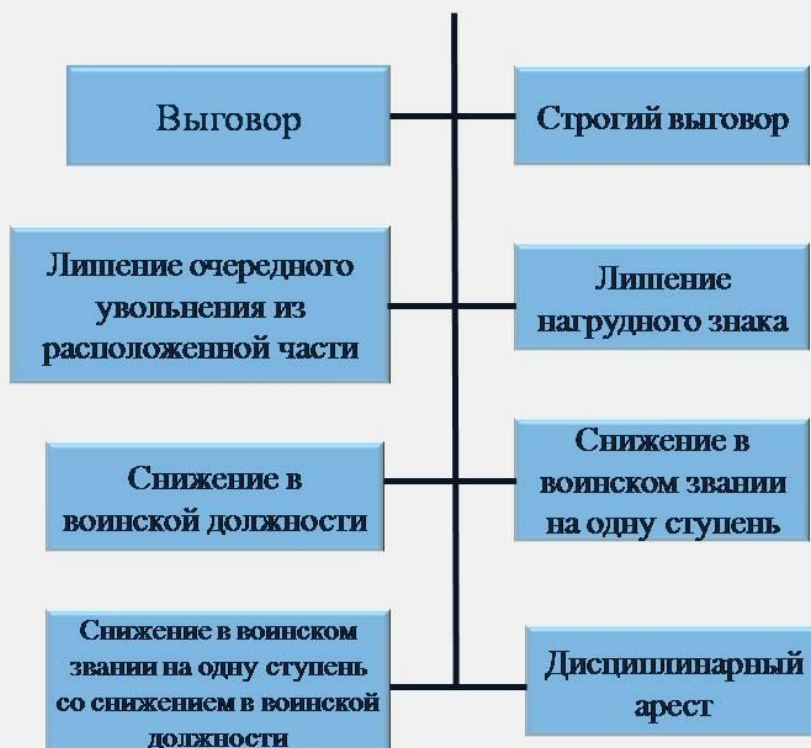 Выговор
Строгий выговор
Лишение очередного
увольнения из
расположенной части
Лишение
нагрудного знака
Снижение в
воинской должности
Снижение в
воинском звании
на одну ступень
Снижение в воинском
звании на одну ступень
со снижением в воинской
должности
Дисциплинарный
арест